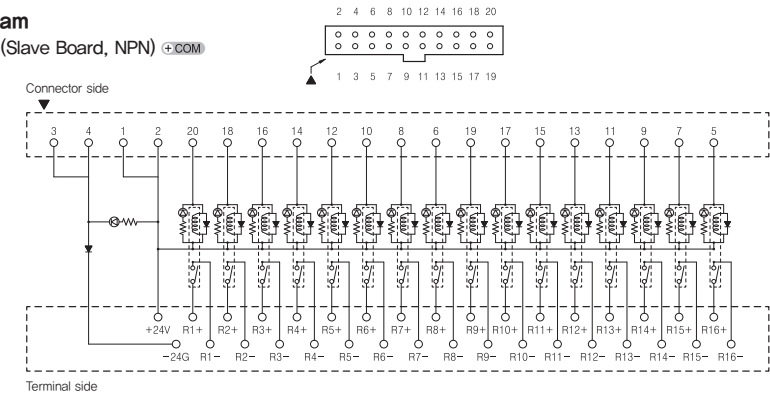 am
(Slave Board, NPN) +COM
2 4 6 8 10 12 14 16 18 20
1 3 5 7 9 11 13 15 17 19
Connector side
3 4 1 2 20 18 16 14 12 10 8 6 19 17 15 13 11 9 7 5
+24V R1+ R2+ R3+ R4+ R5+ R6+ R7+ R8+ R9+ R10+ R11+ R12+ R13+ R14+ R15+ R16+
-24G R1- R2- R3- R4- R5- R6- R7- R8- R9- R10- R11- R12- R13- R14- R15- R16-
Terminal side